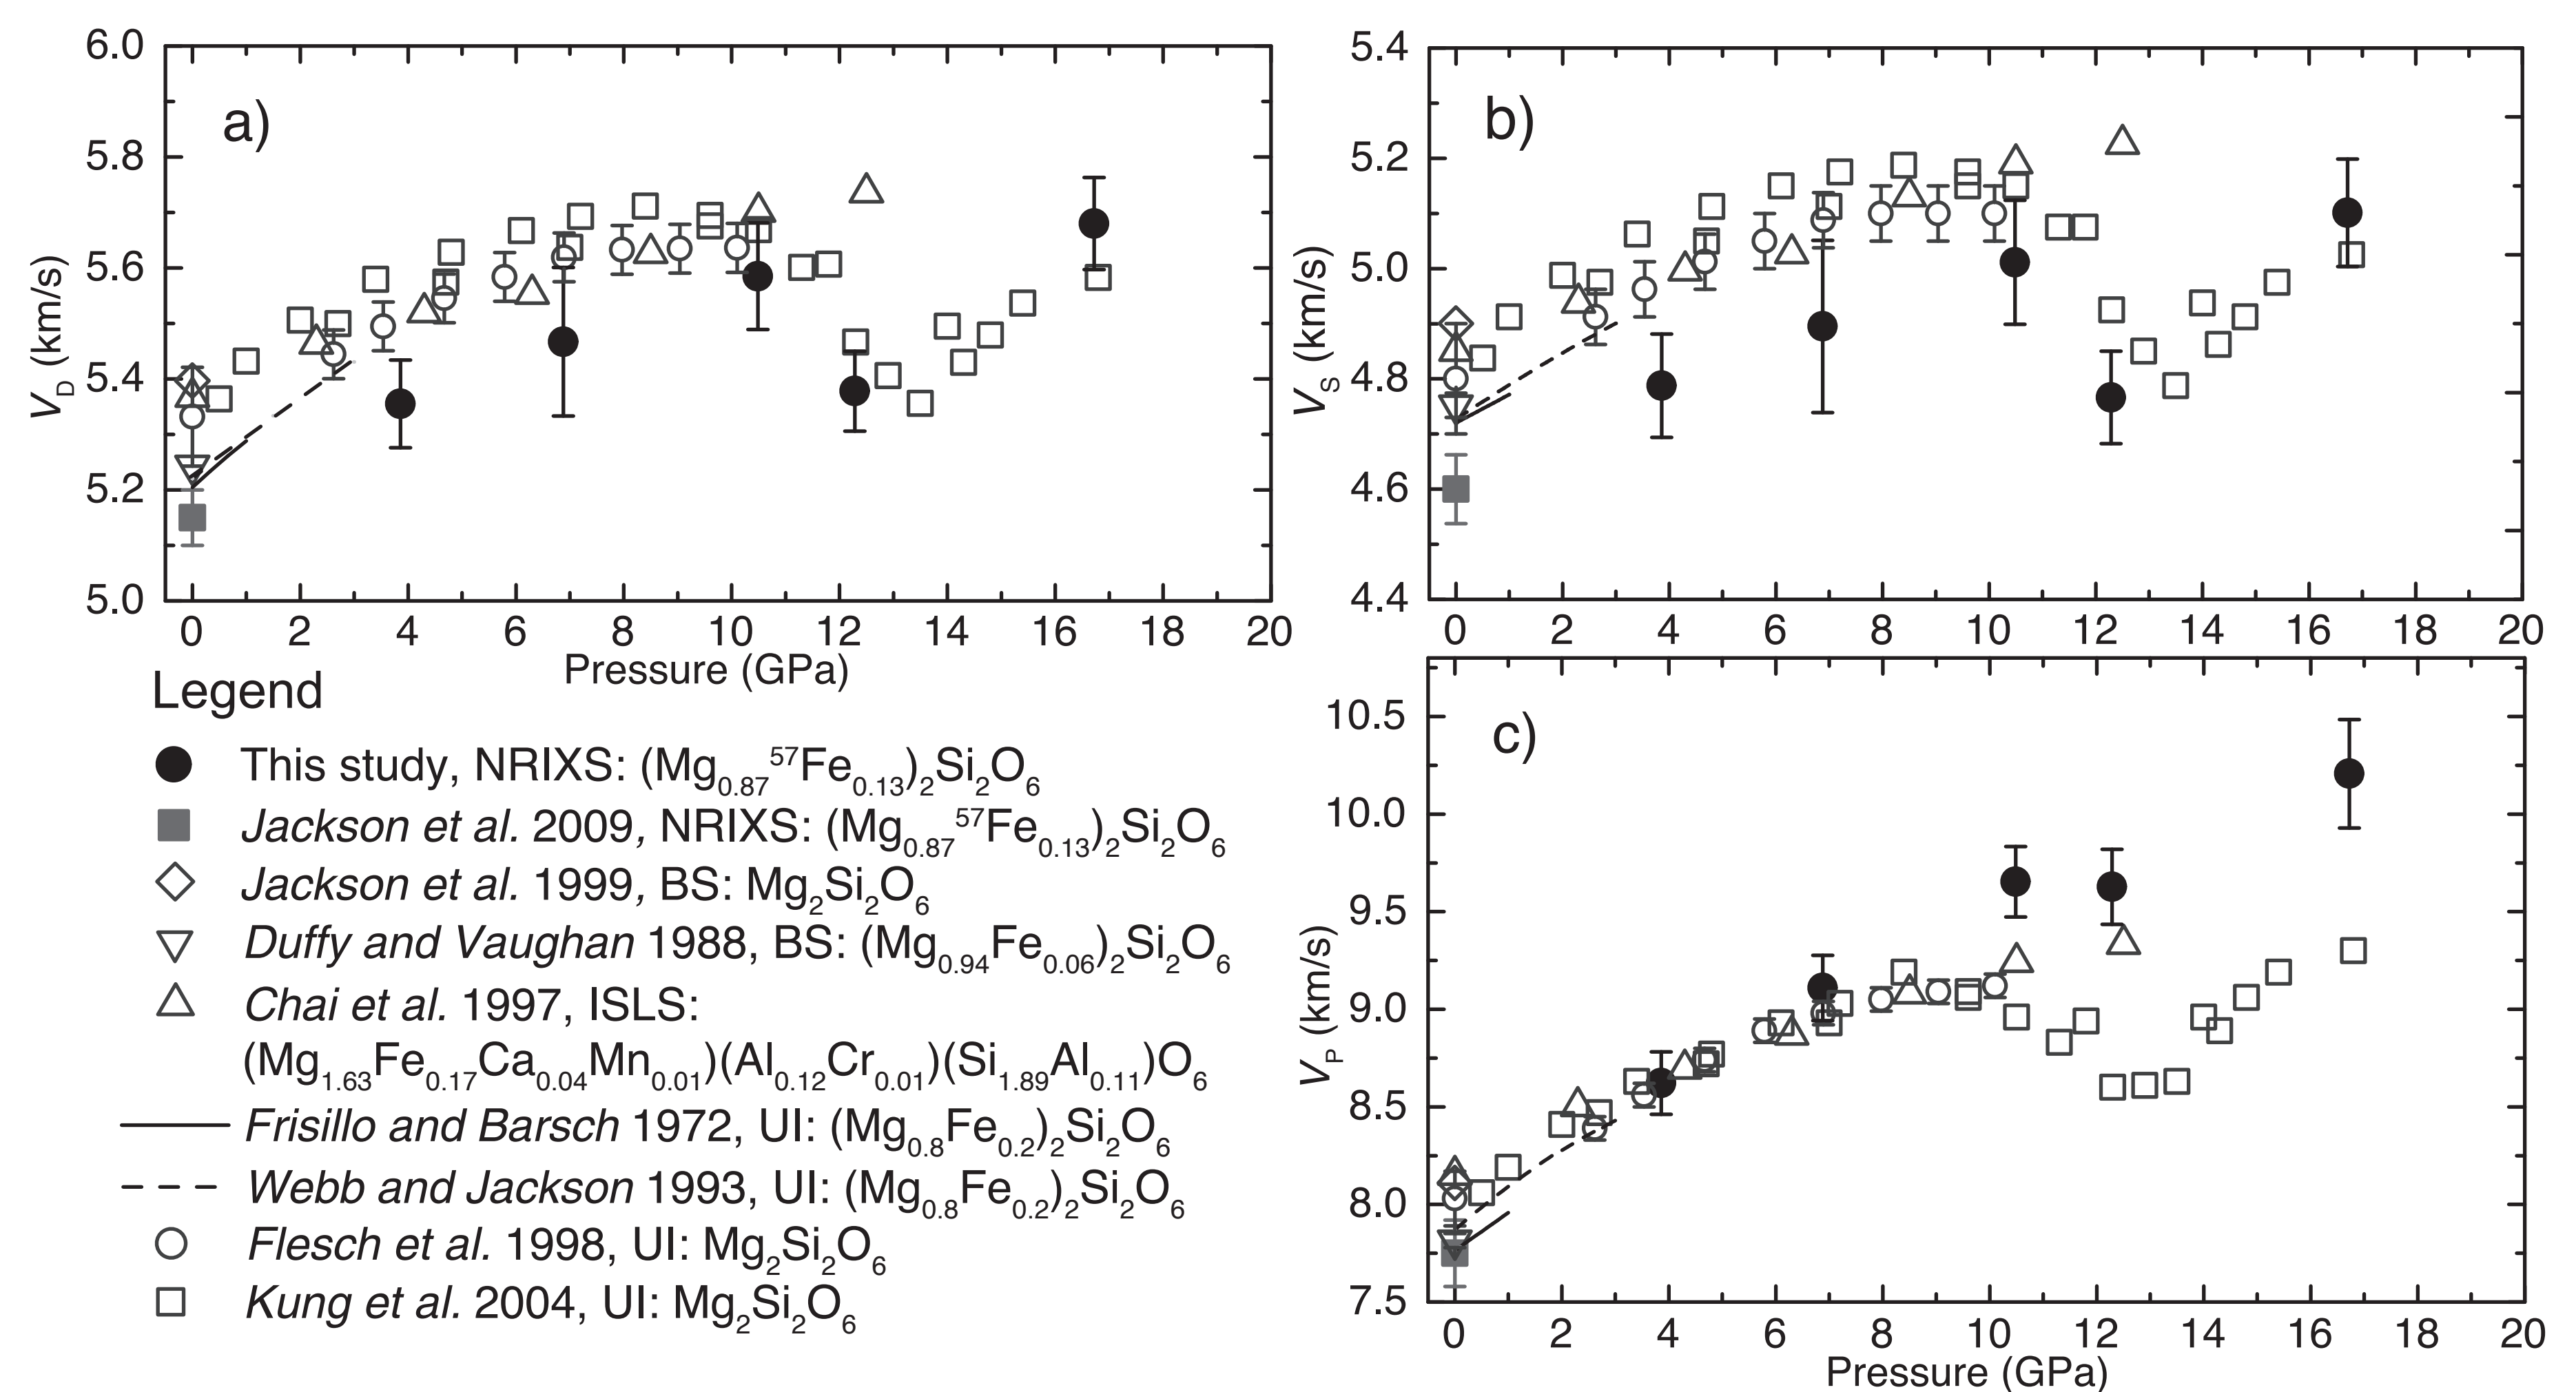 6.0
5.8
5.6
5.4
5.2
5.0
V_D (km/s)
a)
0 2 4 6 8 10 12 14 16 18 20
Pressure (GPa)
5.4
5.2
5.0
4.8
4.6
4.4
V_S (km/s)
b)
0 2 4 6 8 10 12 14 16 18 20
Legend
This study, NRIXS: (Mg0.87 57Fe0.13)2Si2O6
Jackson et al. 2009, NRIXS: (Mg0.87 57Fe0.13)2Si2O6
Jackson et al. 1999, BS: Mg2Si2O6
Duffy and Vaughan 1988, BS: (Mg0.94Fe0.06)2Si2O6
Chai et al. 1997, ISLS:
(Mg1.63Fe0.17Ca0.04Mn0.01)(Al0.12Cr0.01)(Si1.89Al0.11)O6
Frisillo and Barsch 1972, UI: (Mg0.8Fe0.2)2Si2O6
Webb and Jackson 1993, UI: (Mg0.8Fe0.2)2Si2O6
Flesch et al. 1998, UI: Mg2Si2O6
Kung et al. 2004, UI: Mg2Si2O6
10.5
10.0
9.5
9.0
8.5
8.0
7.5
V_P (km/s)
c)
0 2 4 6 8 10 12 14 16 18 20
Pressure (GPa)